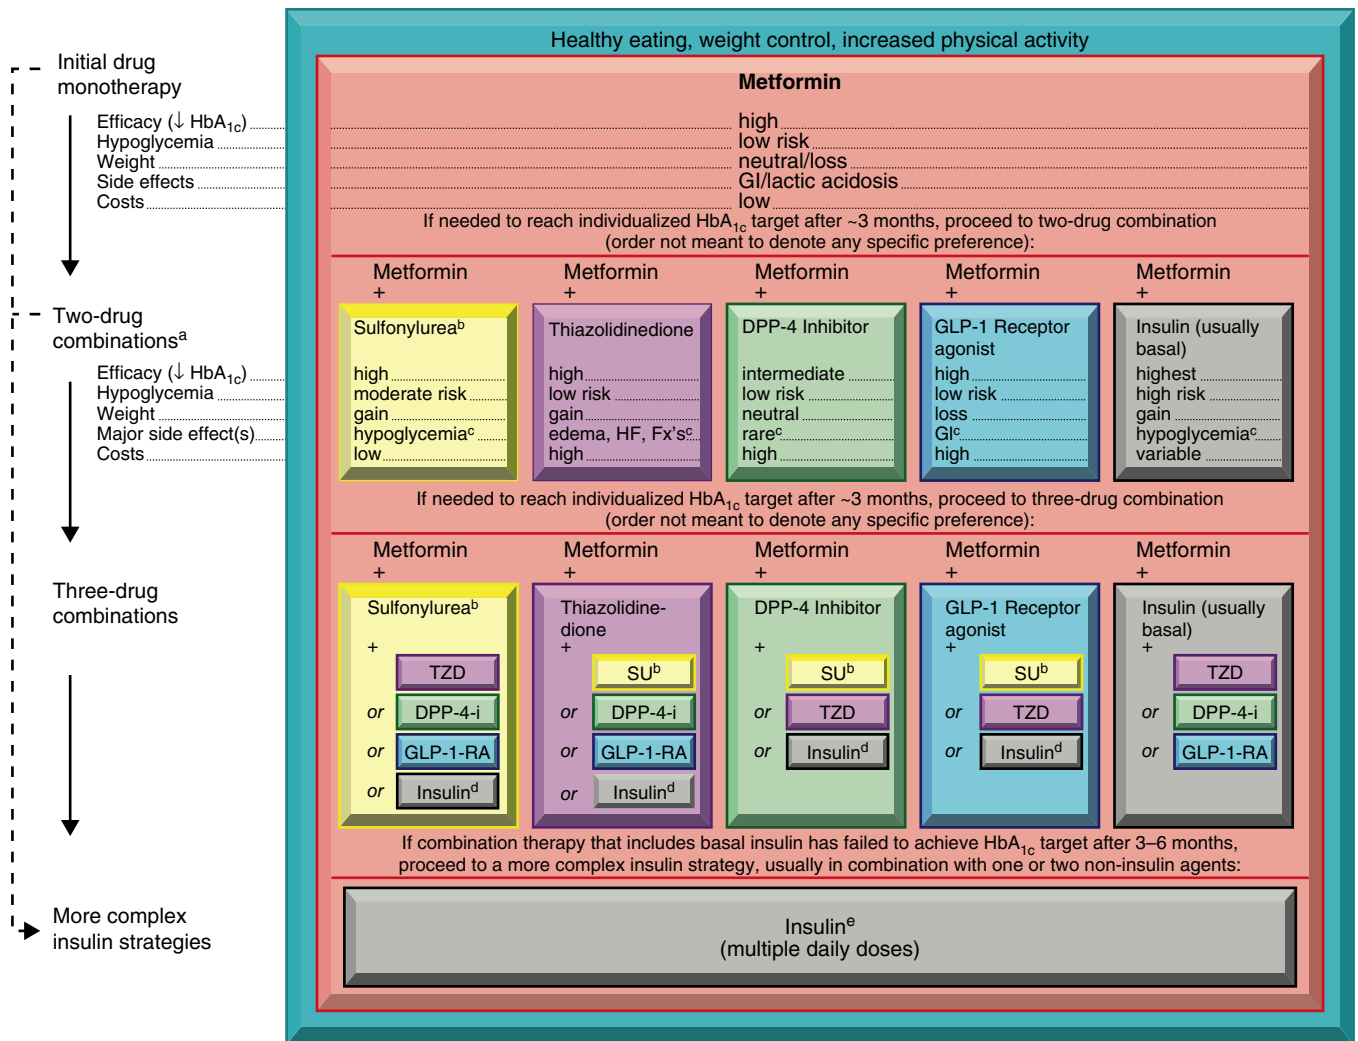 Healthy eating, weight control, increased physical activity
Initial drug
monotherapy
Metformin
Efficacy (↓ HbA1c) high
Hypoglycemia low risk
Weight neutral/loss
Side effects GI/lactic acidosis
Costs low
If needed to reach individualized HbA1c target after ~3 months, proceed to two-drug combination
(order not meant to denote any specific preference):
Two-drug
combinationsa
Efficacy (↓ HbA1c)
Hypoglycemia
Weight
Major side effect(s)
Costs
Metformin
+
Sulfonylureab
high
moderate risk
gain
hypoglycemiac
low
Metformin
+
Thiazolidinedione
high
low risk
gain
edema, HF, Fx'sc
high
Metformin
+
DPP-4 Inhibitor
intermediate
low risk
neutral
rarec
high
Metformin
+
GLP-1 Receptor
agonist
high
low risk
loss
GIc
high
Metformin
+
Insulin (usually
basal)
highest
high risk
gain
hypoglycemiac
variable
If needed to reach individualized HbA1c target after ~3 months, proceed to three-drug combination
(order not meant to denote any specific preference):
Three-drug
combinations
Metformin
+
Sulfonylureab
+
TZD
or DPP-4-i
or GLP-1-RA
or Insulind
Metformin
+
Thiazolidine-
dione
+
SUb
or DPP-4-i
or GLP-1-RA
or Insulind
Metformin
+
DPP-4 Inhibitor
+
SUb
or TZD
or Insulind
Metformin
+
GLP-1 Receptor
agonist
+
SUb
or TZD
or Insulind
Metformin
+
Insulin (usually
basal)
+
TZD
or DPP-4-i
or GLP-1-RA
If combination therapy that includes basal insulin has failed to achieve HbA1c target after 3–6 months,
proceed to a more complex insulin strategy, usually in combination with one or two non-insulin agents:
More complex
insulin strategies
Insuline
(multiple daily doses)